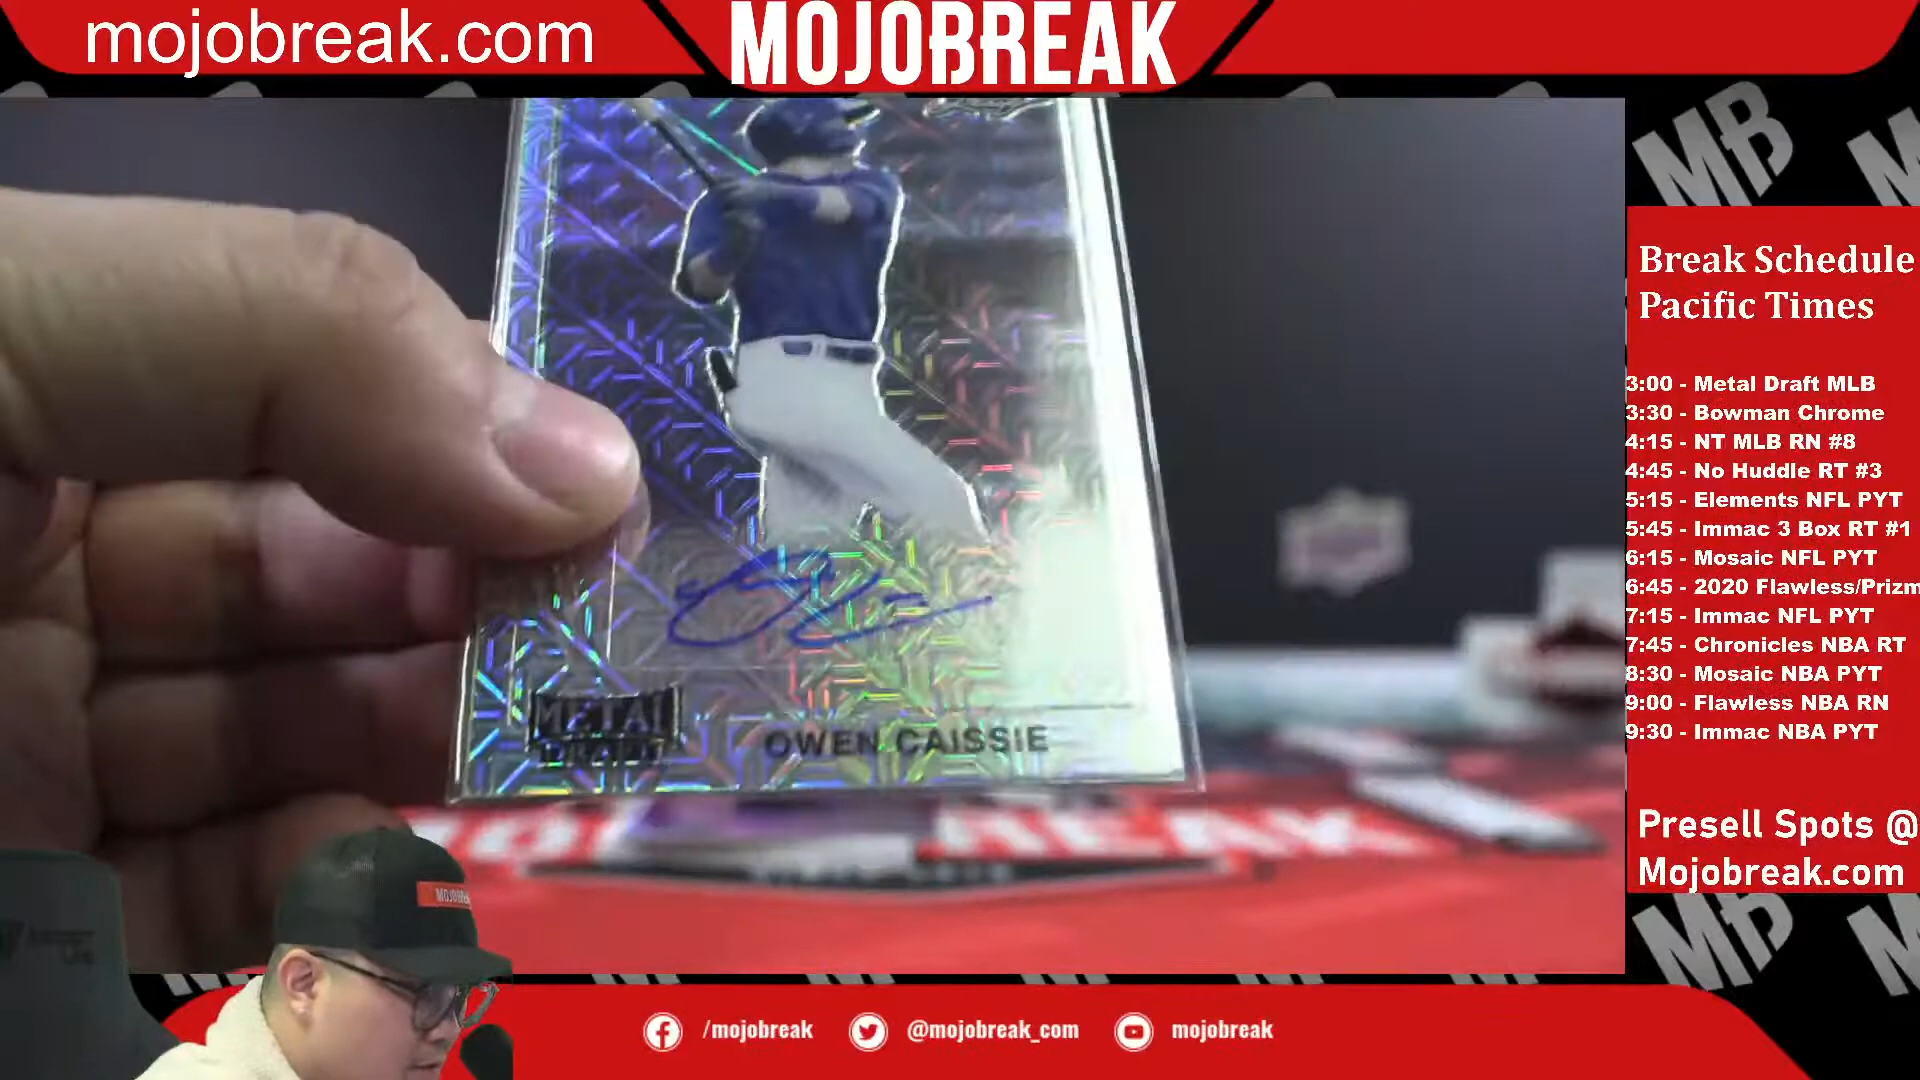 mojobreak.com
MOJOBREAK
Break Schedule
Pacific Times
3:00 - Metal Draft MLB
3:30 - Bowman Chrome
4:15 - NT MLB RN #8
4:45 - No Huddle RT #3
5:15 - Elements NFL PYT
5:45 - Immac 3 Box RT #1
6:15 - Mosaic NFL PYT
6:45 - 2020 Flawless/Prizm
7:15 - Immac NFL PYT
7:45 - Chronicles NBA RT
8:30 - Mosaic NBA PYT
9:00 - Flawless NBA RN
9:30 - Immac NBA PYT
Presell Spots @
Mojobreak.com
METAL
DRAFT
OWEN CAISSIE
/mojobreak
@mojobreak_com
mojobreak
MB
MB